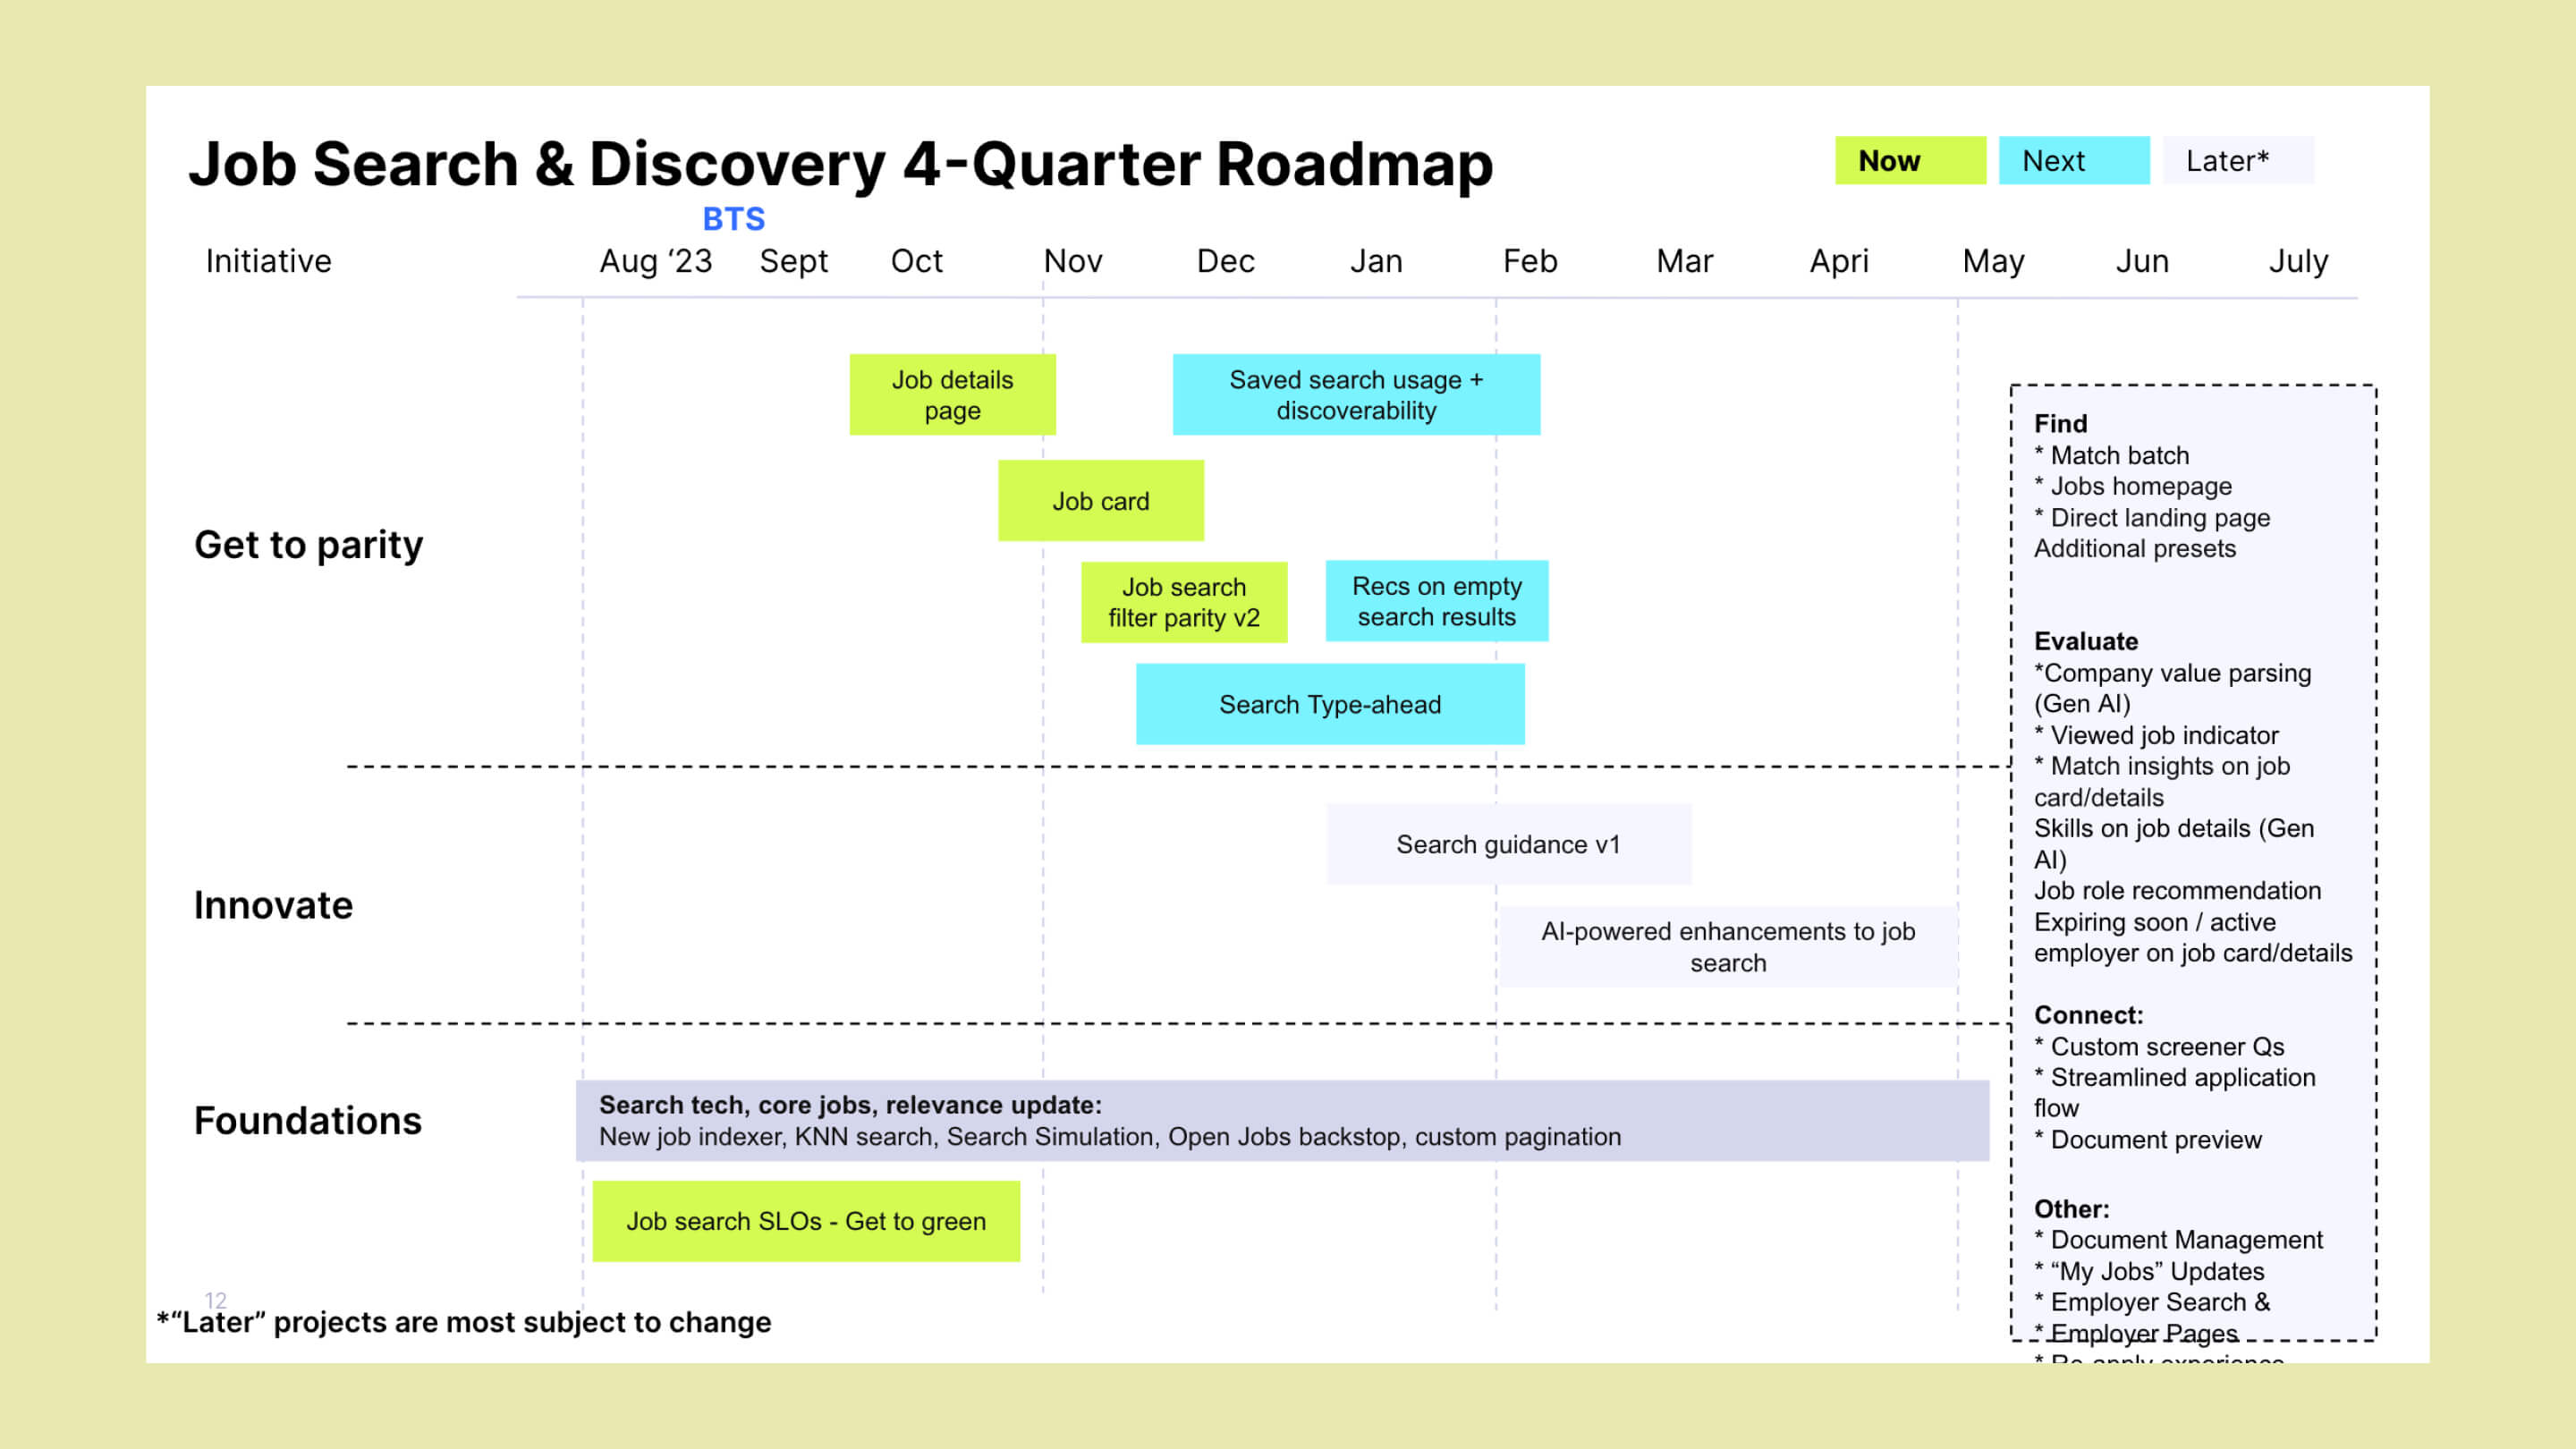 Job Search & Discovery 4-Quarter Roadmap
Now
Next
Later*
BTS
Initiative
Aug ‘23
Sept
Oct
Nov
Dec
Jan
Feb
Mar
Apri
May
Jun
July
Get to parity
Job details
page
Saved search usage +
discoverability
Job card
Job search
filter parity v2
Recs on empty
search results
Search Type-ahead
Innovate
Search guidance v1
AI-powered enhancements to job
search
Foundations
Search tech, core jobs, relevance update:
New job indexer, KNN search, Search Simulation, Open Jobs backstop, custom pagination
Job search SLOs - Get to green
Find
* Match batch
* Jobs homepage
* Direct landing page
Additional presets
Evaluate
*Company value parsing
(Gen AI)
* Viewed job indicator
* Match insights on job
card/details
Skills on job details (Gen
AI)
Job role recommendation
Expiring soon / active
employer on job card/details
Connect:
* Custom screener Qs
* Streamlined application
flow
* Document preview
Other:
* Document Management
* “My Jobs” Updates
* Employer Search &
* Employer Pages
* Re-apply experience
12
*“Later” projects are most subject to change